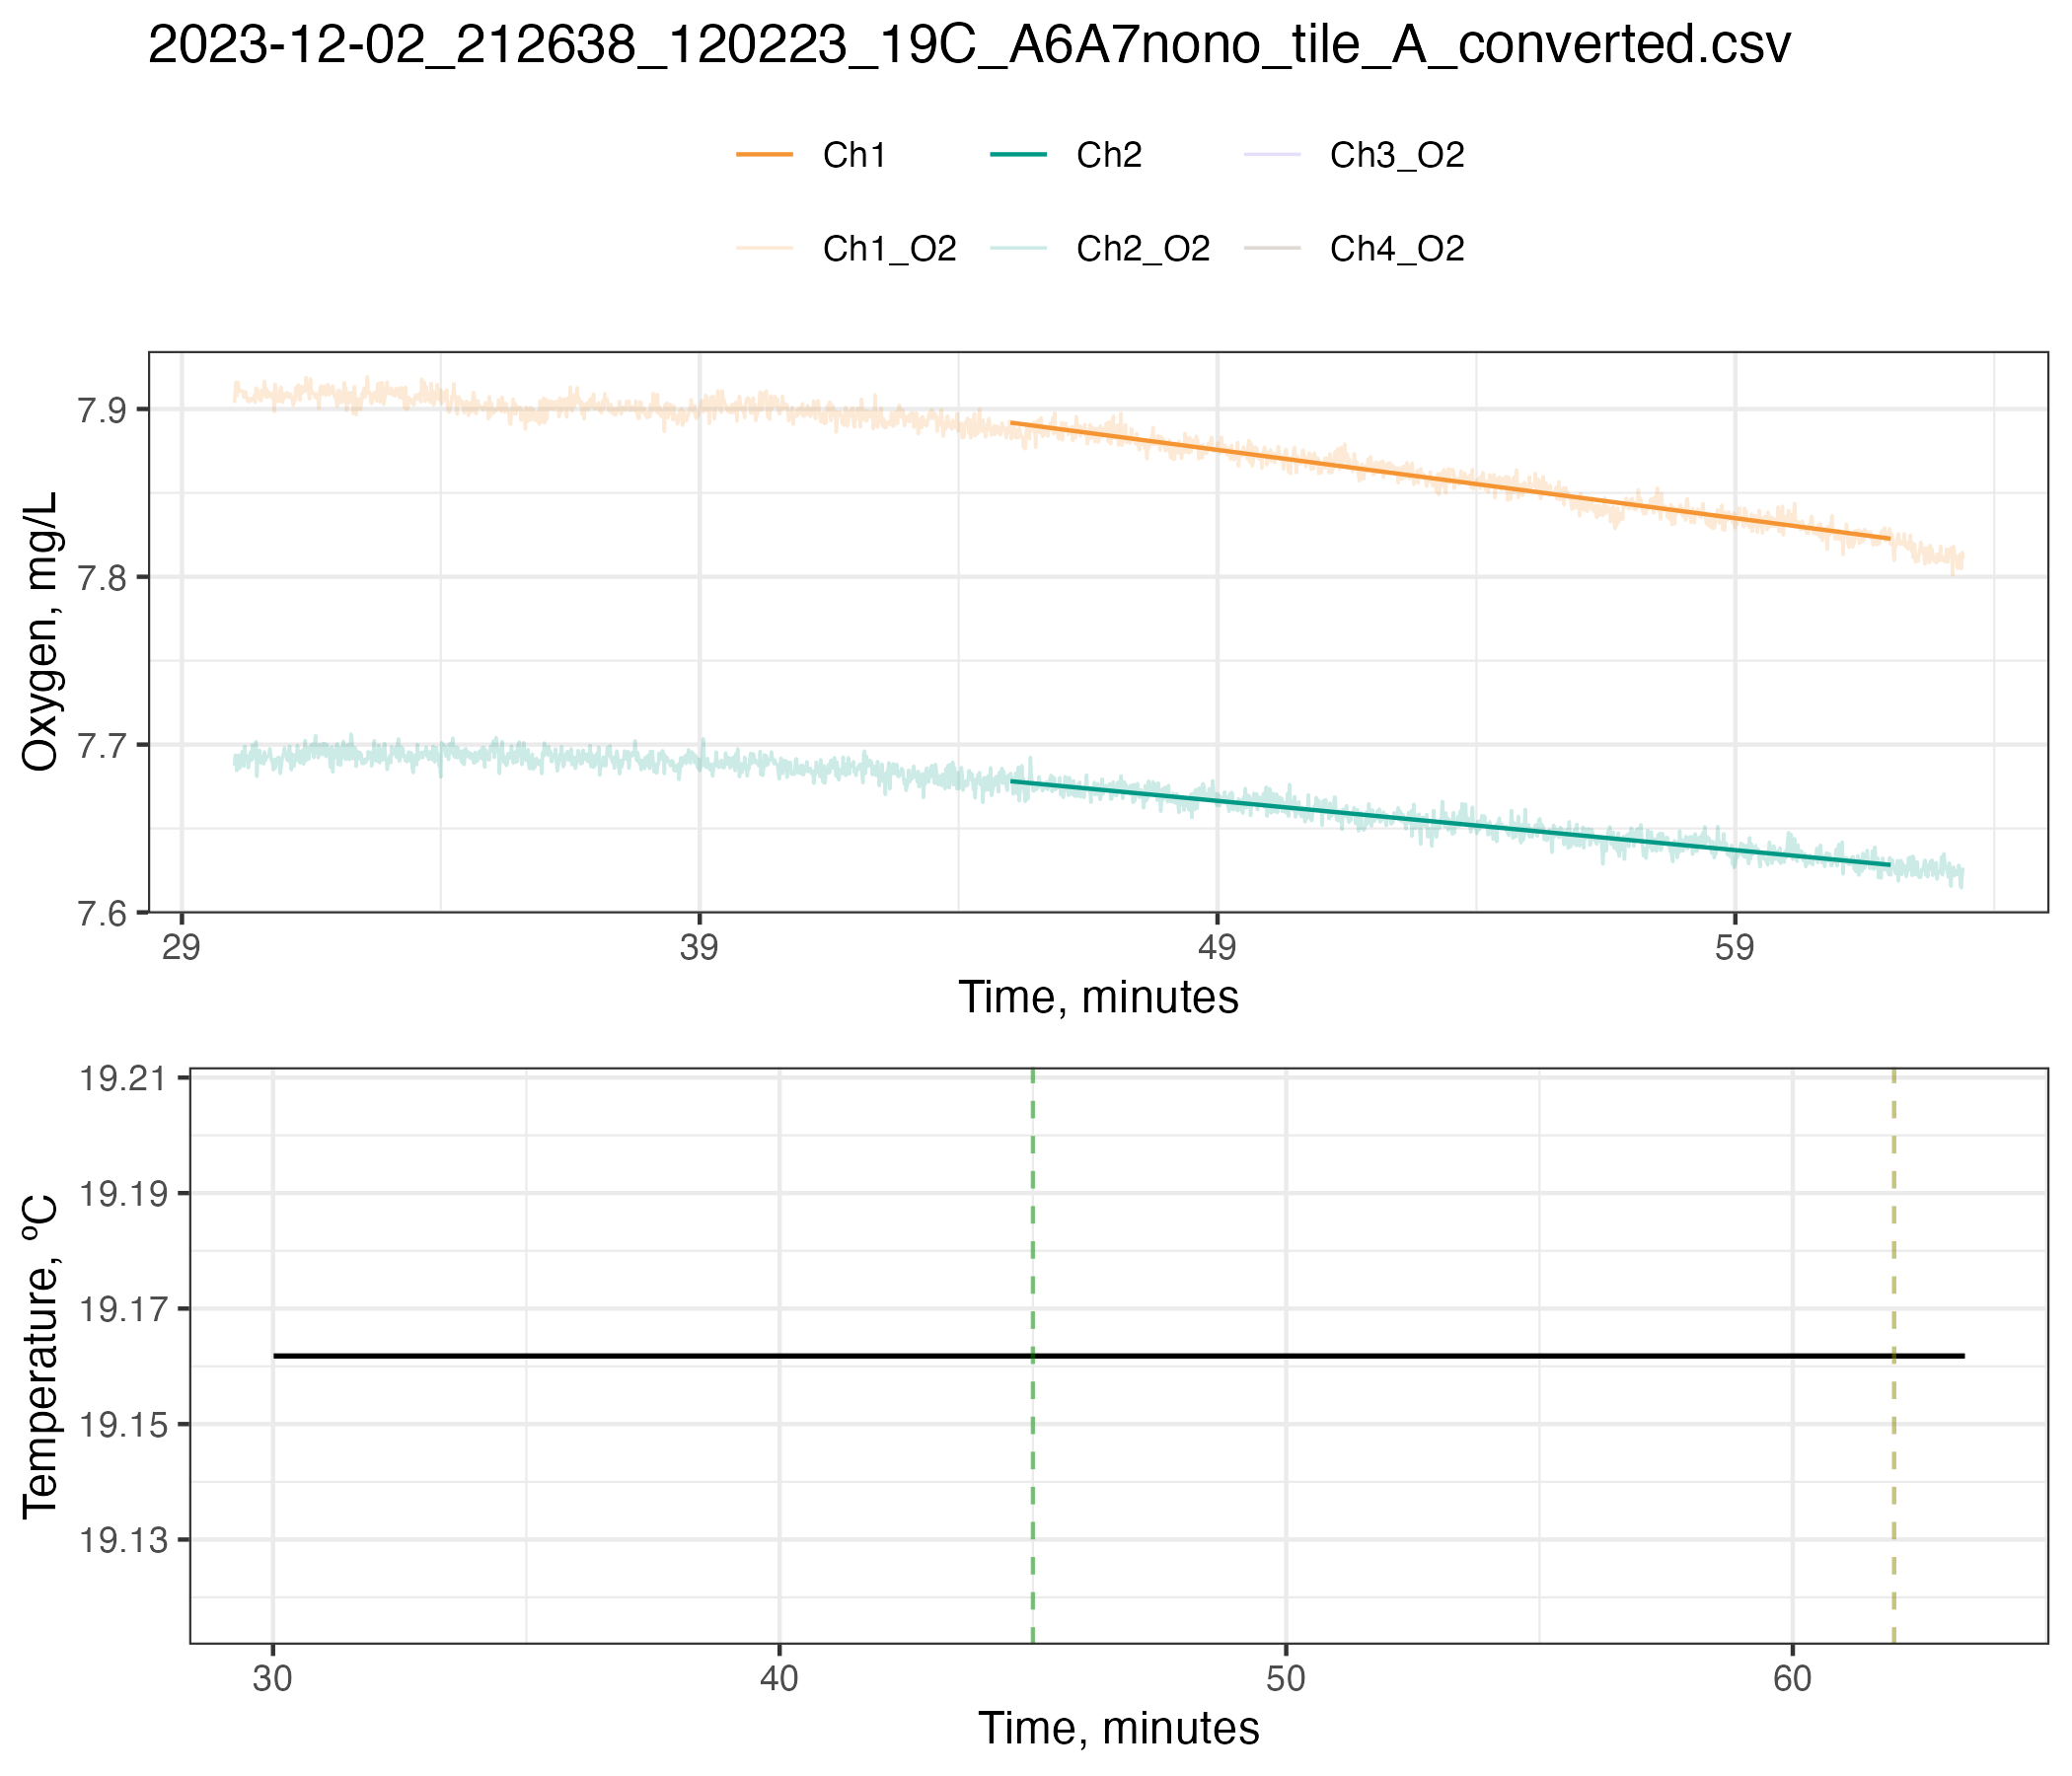 2023-12-02_212638_120223_19C_A6A7nono_tile_A_converted.csv
Ch1 Ch2 Ch3_O2
Ch1_O2 Ch2_O2 Ch4_O2
Oxygen, mg/L
7.9
7.8
7.7
7.6
29 39 49 59
Time, minutes
Temperature, ºC
19.21
19.19
19.17
19.15
19.13
30 40 50 60
Time, minutes